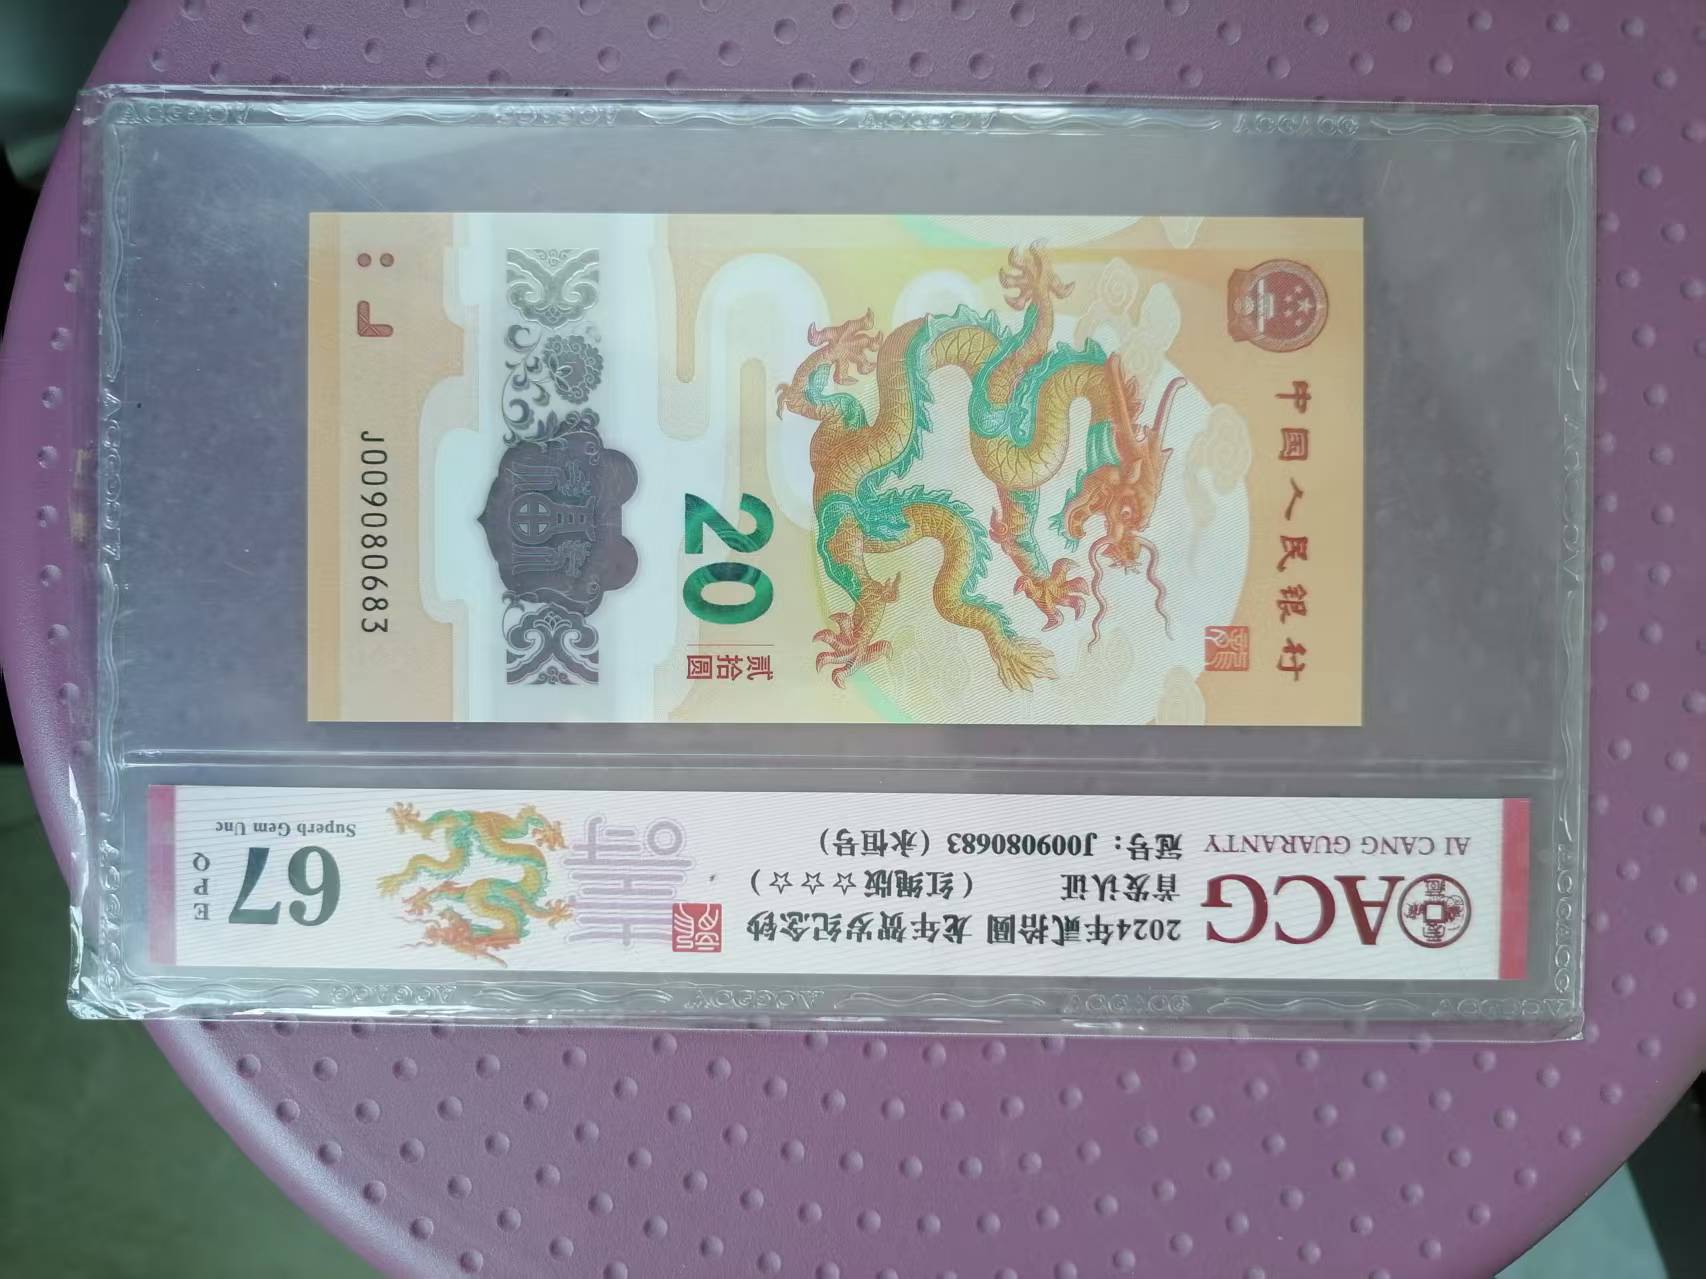 中国人民银行
20
贰拾圆
J009080683
ACG
AI CANG GUARANTY
2024年贰拾圆 龙年贺岁纪念钞
首发认证 (红绳版☆☆☆☆)
冠号：J009080683 (永恒号)
67
EPQ
Superb Gem Unc